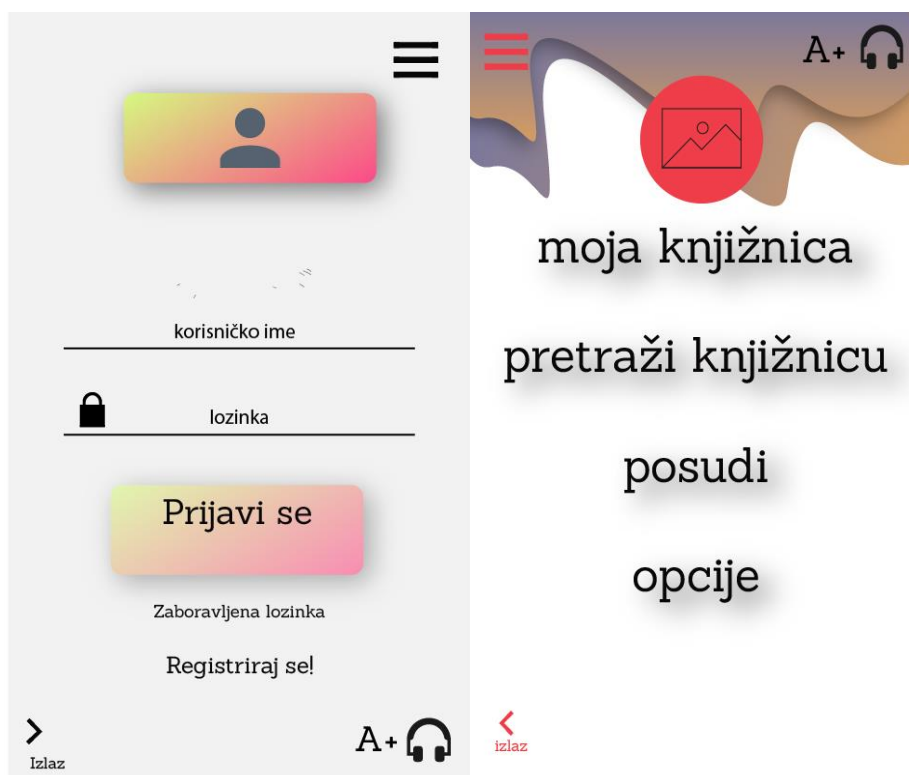 korisničko ime
lozinka
Prijavi se
Zaboravljena lozinka
Registriraj se!
Izlaz
A+
A+
moja knjižnica
pretraži knjižnicu
posudi
opcije
izlaz